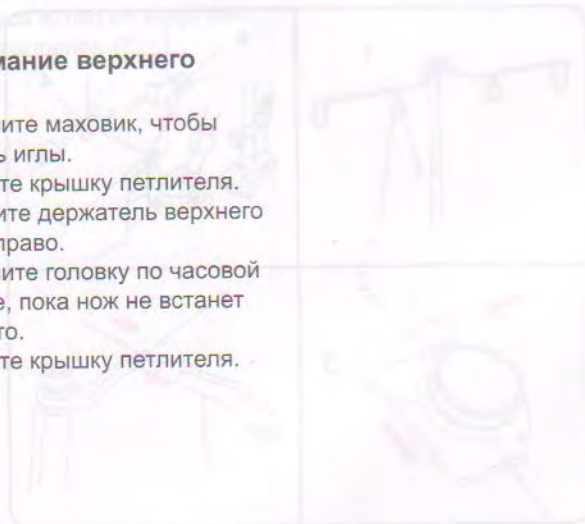 мание верхнего
ите маховик, чтобы
ь иглы.
те крышку петлителя.
ите держатель верхнего
право.
ите головку по часовой
е, пока нож не встанет
то.
те крышку петлителя.